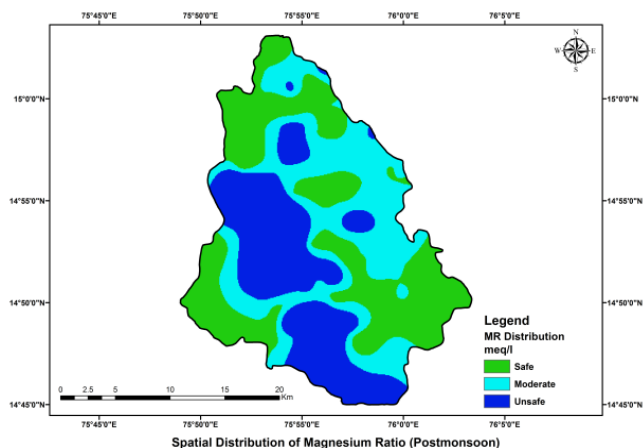 75°45'0"E 75°50'0"E 75°55'0"E 76°0'0"E 76°5'0"E
N
W E
S
15°0'0"N 15°0'0"N
14°55'0"N 14°55'0"N
14°50'0"N 14°50'0"N
Legend
MR Distribution
meq/l
Safe
Moderate
Unsafe
0 2.5 5 10 15 20
Km
14°45'0"N 14°45'0"N
75°45'0"E 75°50'0"E 75°55'0"E 76°0'0"E 76°5'0"E
Spatial Distribution of Magnesium Ratio (Postmonsoon)